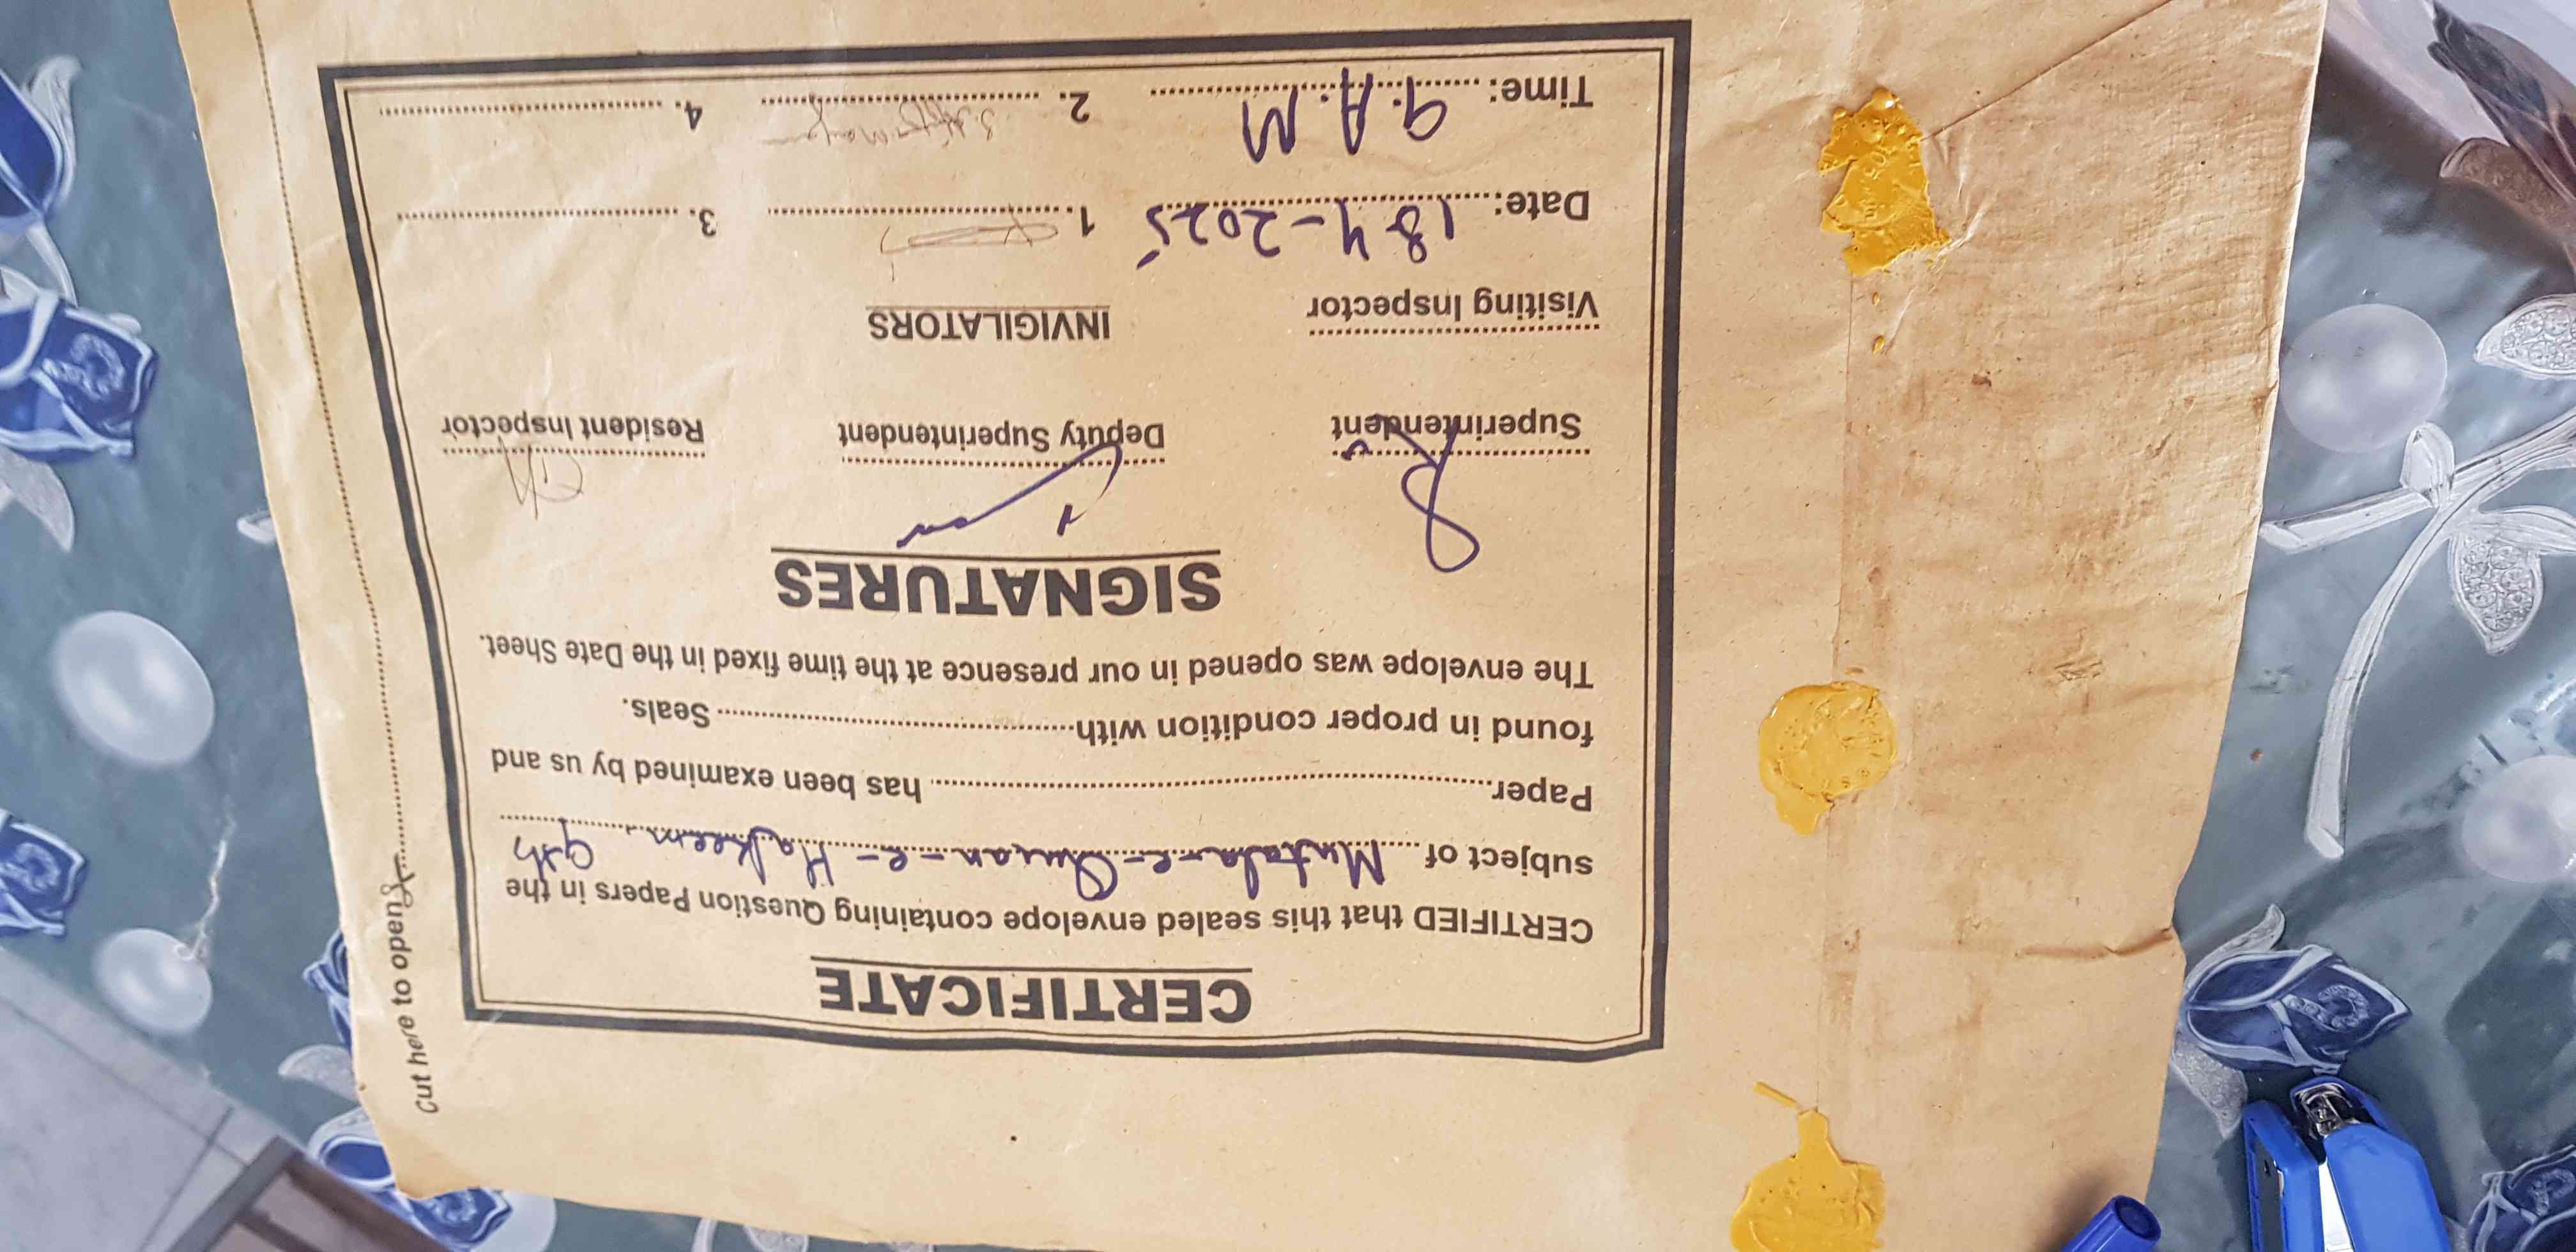 CERTIFICATE
CERTIFIED that this sealed envelope containing Question Papers in the
subject of Mutala-e-Quran-e-Hakeem 9th
Paper has been examined by us and
found in proper condition with Seals.
The envelope was opened in our presence at the time fixed in the Date Sheet.
SIGNATURES
Superintendent Deputy Superintendent Resident Inspector
Visiting Inspector INVIGILATORS
Date: 18-4-2025 1. 3.
Time: 9.A.M 2. 4.
Cut here to open